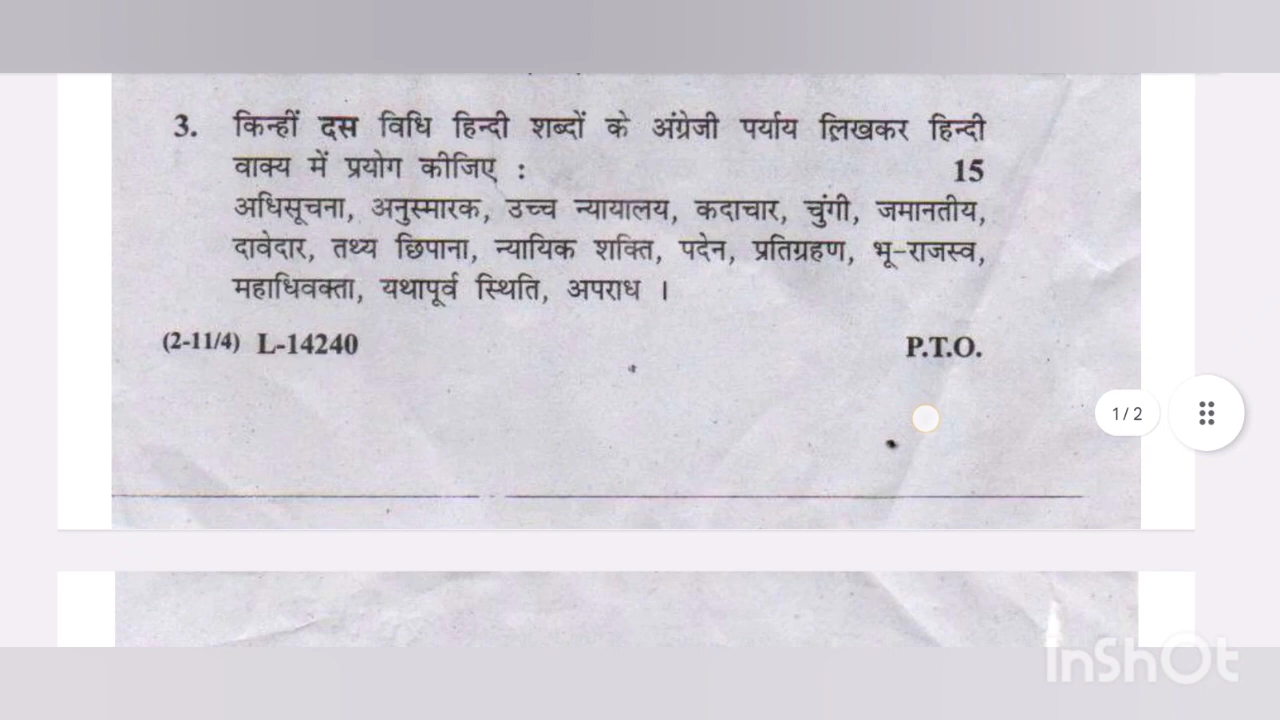 3. किन्हीं दस विधि हिन्दी शब्दों के अंग्रेजी पर्याय लिखकर हिन्दी
वाक्य में प्रयोग कीजिए : 15
अधिसूचना, अनुस्मारक, उच्च न्यायालय, कदाचार, चुंगी, जमानतीय,
दावेदार, तथ्य छिपाना, न्यायिक शक्ति, पदेन, प्रतिग्रहण, भू-राजस्व,
महाधिवक्ता, यथापूर्व स्थिति, अपराध ।
(2-11/4) L-14240 P.T.O.
1 / 2
InShOt